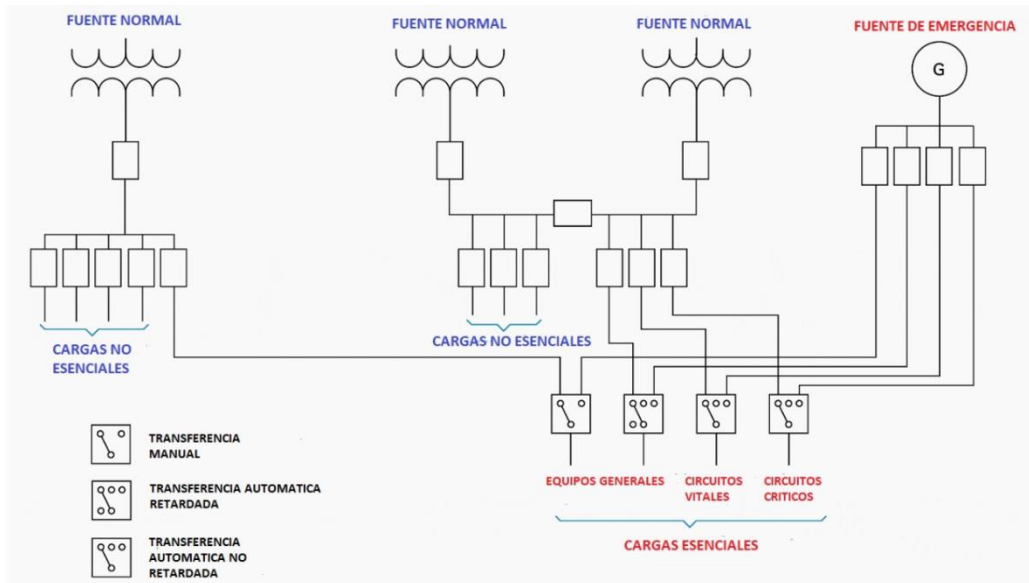 FUENTE NORMAL
FUENTE NORMAL
FUENTE NORMAL
FUENTE DE EMERGENCIA
G
CARGAS NO
ESENCIALES
CARGAS NO ESENCIALES
TRANSFERENCIA
MANUAL
TRANSFERENCIA AUTOMATICA
RETARDADA
TRANSFERENCIA
AUTOMATICA NO
RETARDADA
EQUIPOS GENERALES
CIRCUITOS
VITALES
CIRCUITOS
CRITICOS
CARGAS ESENCIALES